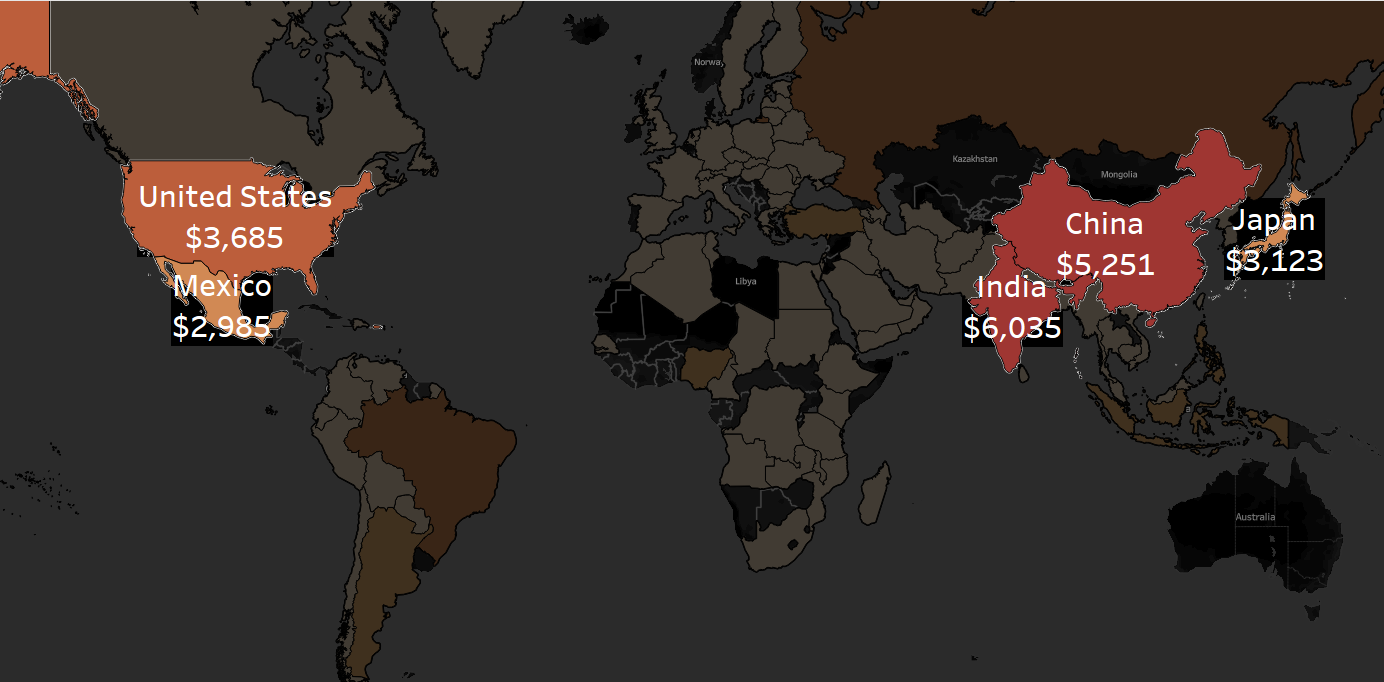 Norwa
Kazakhstan
Mongolia
United States
$3,685
China
$5,251
Japan
$3,123
Mexico
$2,985
Libya
India
$6,035
Australia